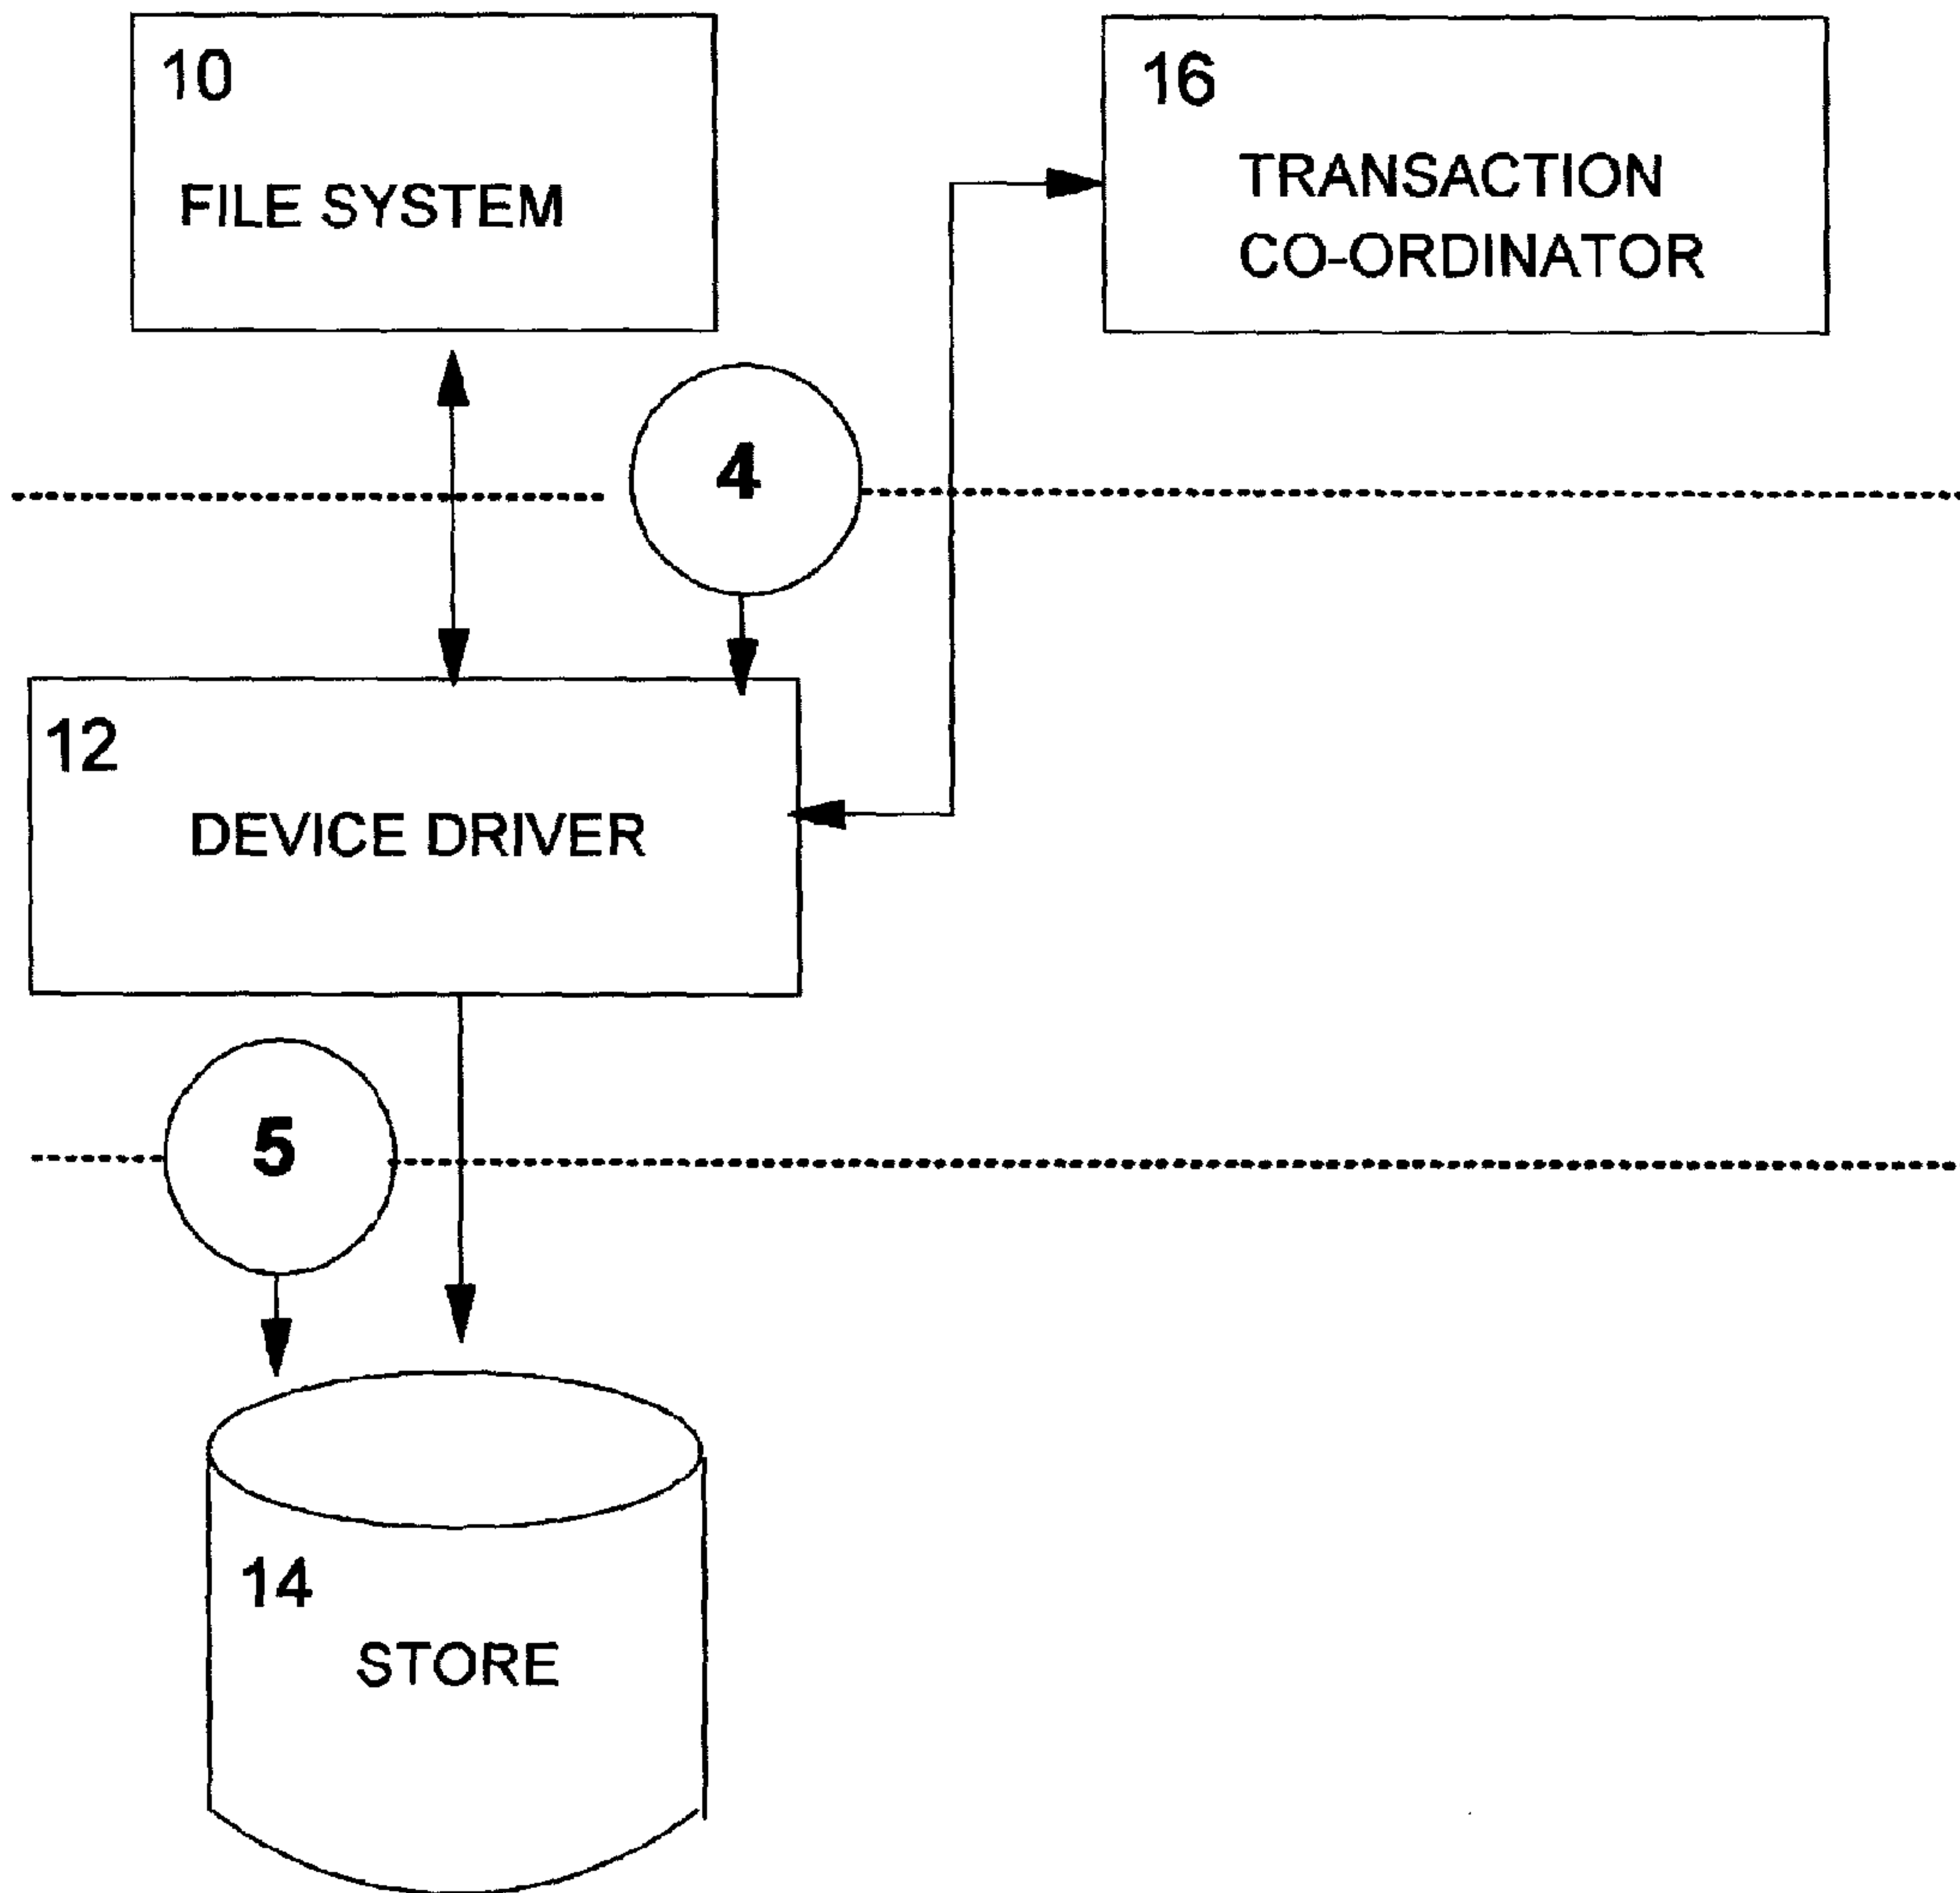 10
FILE SYSTEM
16
TRANSACTION
CO-ORDINATOR
4
12
DEVICE DRIVER
5
14
STORE